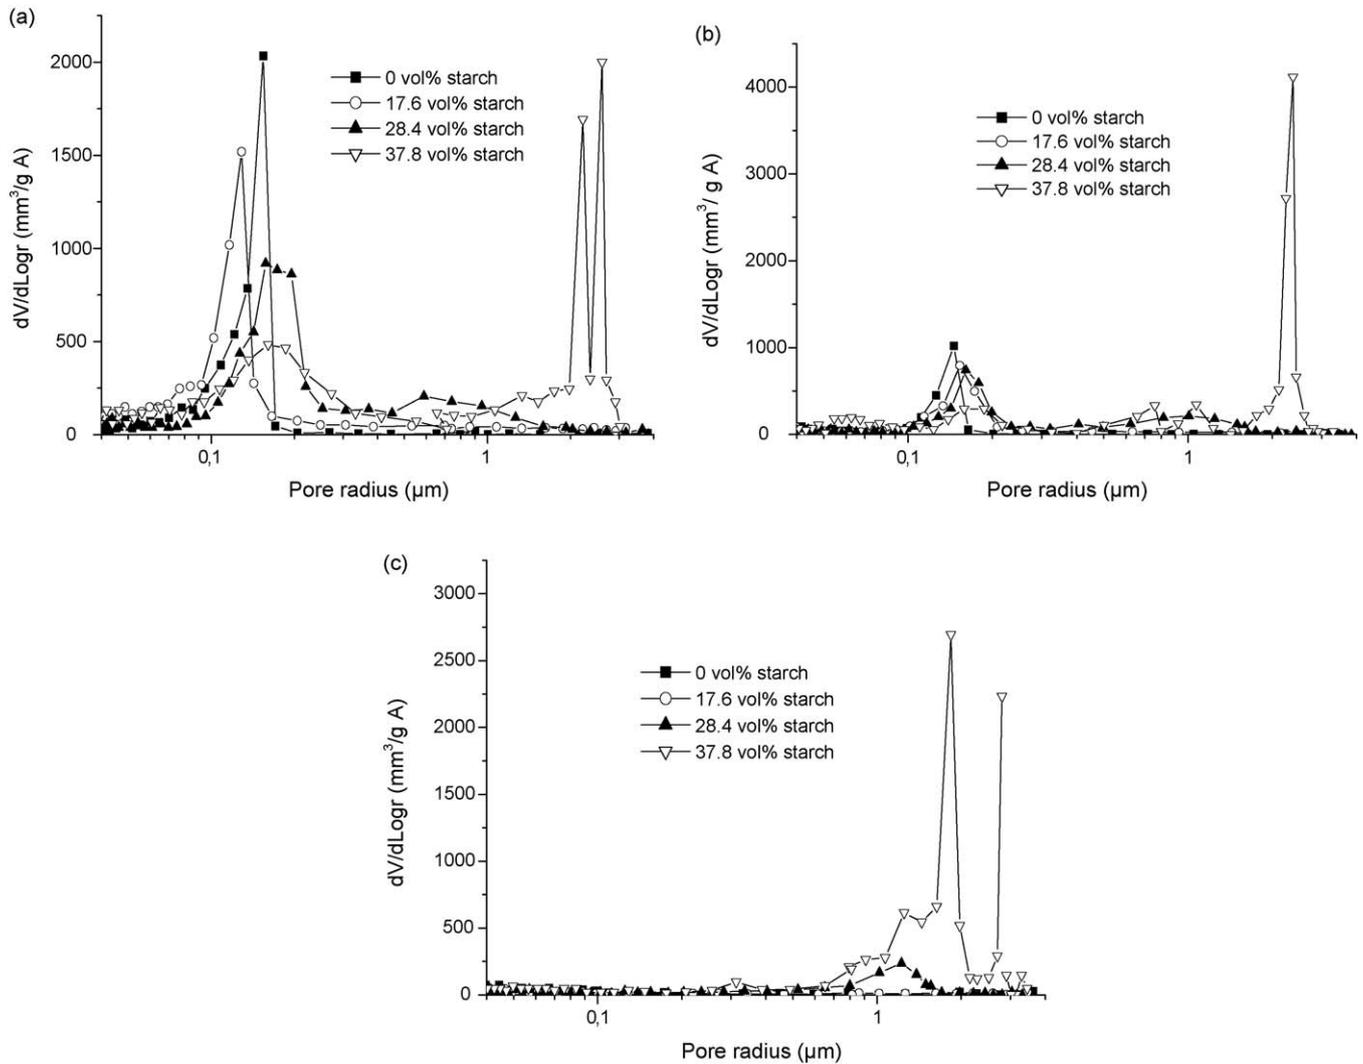 (a)
2000
1500
1000
500
0
dV/dLogr (mm³/g A)
0 vol% starch
17.6 vol% starch
28.4 vol% starch
37.8 vol% starch
0,1
1
Pore radius (µm)
(b)
4000
3000
2000
1000
0
dV/dLogr (mm³/ g A)
0 vol% starch
17.6 vol% starch
28.4 vol% starch
37.8 vol% starch
0,1
1
Pore radius (µm)
(c)
3000
2500
2000
1500
1000
500
0
dV/dLogr (mm³/g A)
0 vol% starch
17.6 vol% starch
28.4 vol% starch
37.8 vol% starch
0,1
1
Pore radius (µm)